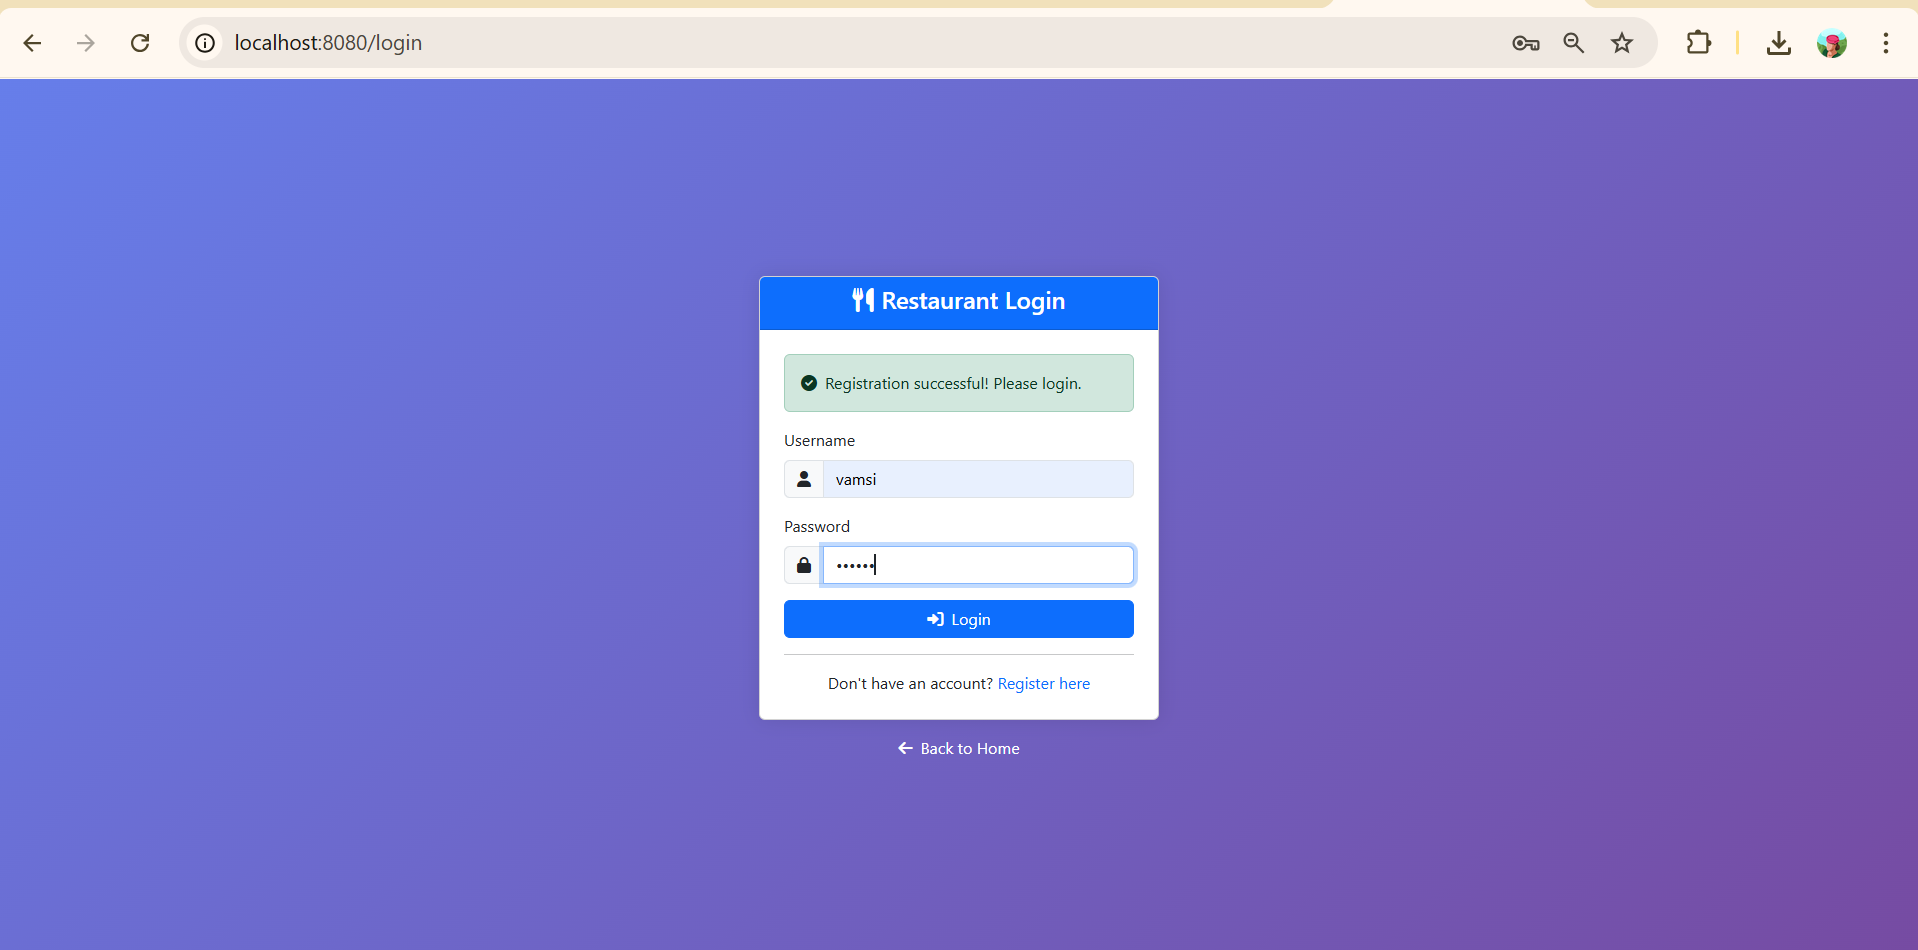 localhost:8080/login
Restaurant Login
Registration successful! Please login.
Username
vamsi
Password
••••••
Login
Don't have an account? Register here
Back to Home